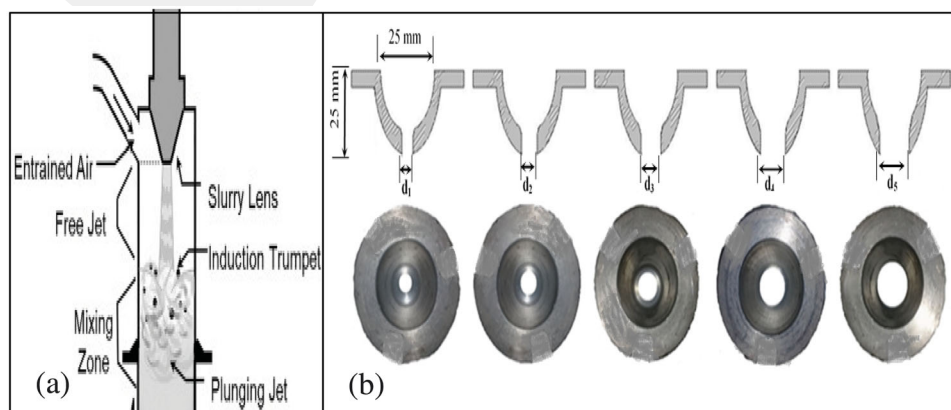 Entrained Air
Free Jet
Mixing
Zone
Slurry Lens
Induction Trumpet
Plunging Jet
(a)
25 mm
25 mm
d₁
d₂
d₃
d₄
d₅
(b)